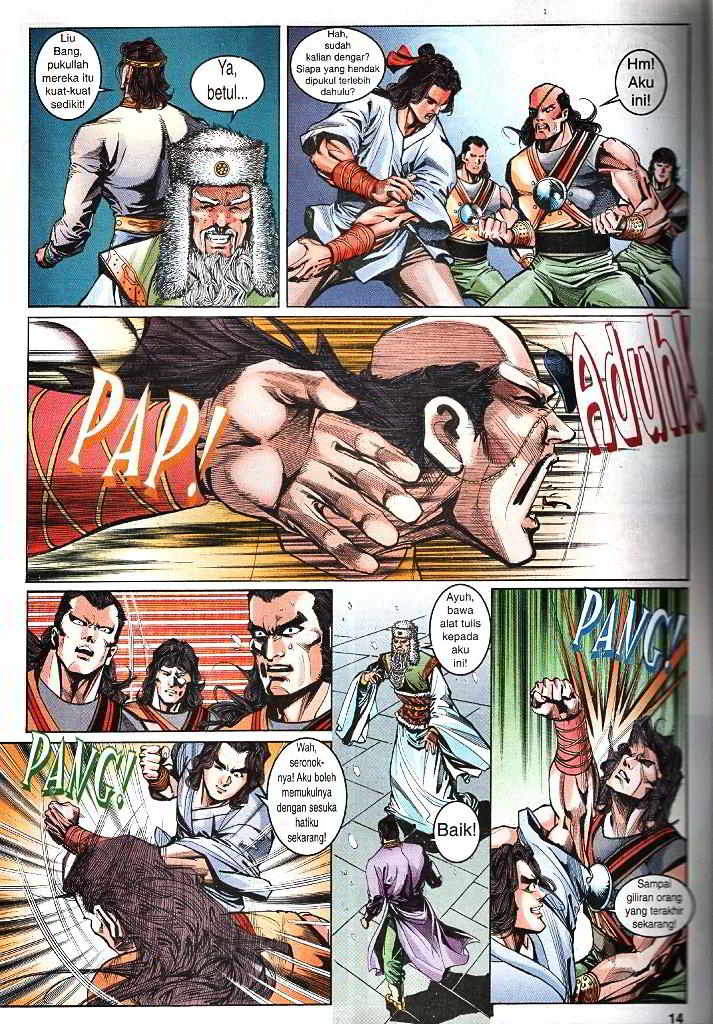 Liu
Bang,
pukullah
mereka itu
kuat-kuat
sedikit!
Ya,
betul...
Hah,
sudah
kalian dengar?
Siapa yang hendak
dipukul terlebih
dahulu?
Hm!
Aku
ini!
PAP!
Aduh!
Ayuh,
bawa
alat tulis
kepada
aku
ini!
Baik!
PANG!
Wah,
seronok-
nya! Aku boleh
memukulnya
dengan sesuka
hatiku
sekarang!
PANG!
Sampai
giliran orang
yang terakhir
sekarang!
14